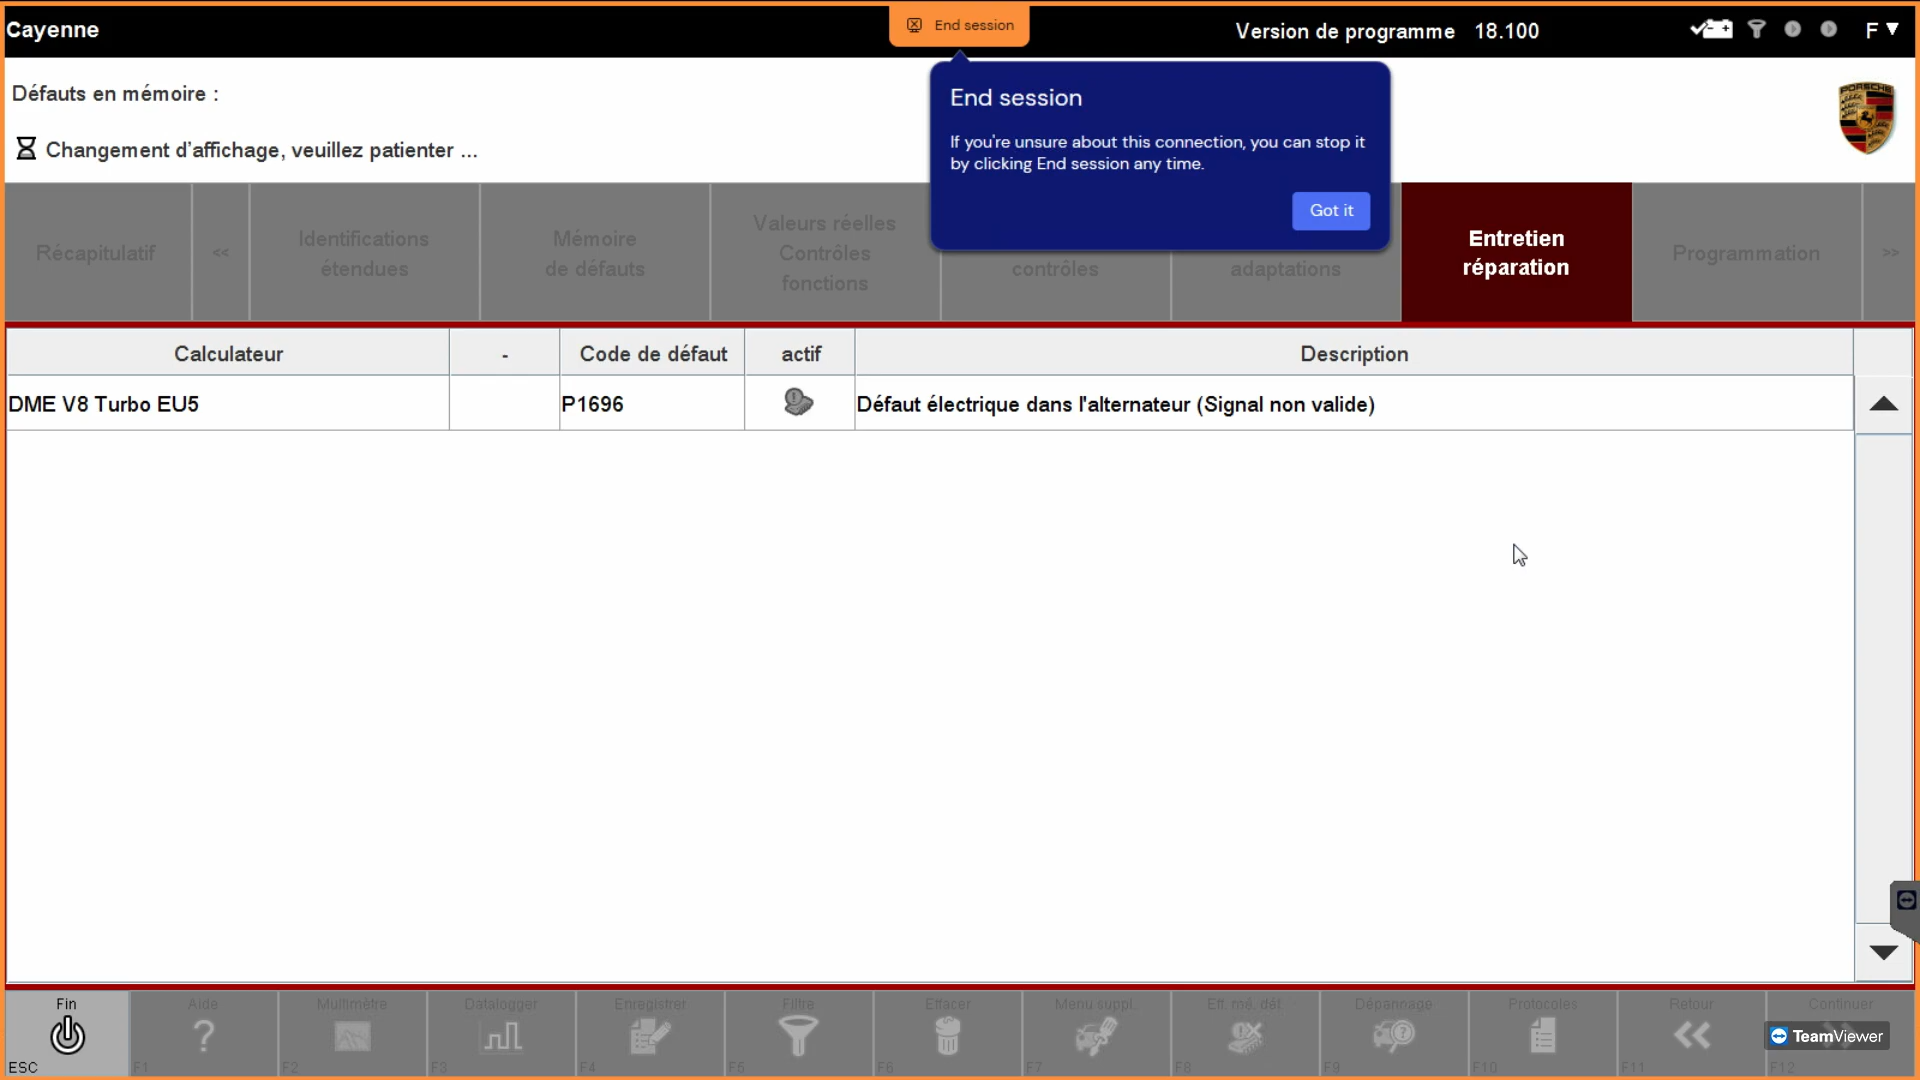 Cayenne
End session
Version de programme 18.100
F ▼
Défauts en mémoire :
Changement d'affichage, veuillez patienter ...
End session
If you're unsure about this connection, you can stop it
by clicking End session any time.
Got it
PORSCHE
Récapitulatif
<<
Identifications
étendues
Mémoire
de défauts
Valeurs réelles
Contrôles
fonctions
contrôles
adaptations
Entretien
réparation
Programmation
>>
Calculateur
-
Code de défaut
actif
Description
DME V8 Turbo EU5
P1696
Défaut électrique dans l'alternateur (Signal non valide)
Fin
ESC
Aide
F1
Multimètre
F2
Datalogger
F3
Enregistrer
F4
Filtre
F5
Effacer
F6
Menu suppl.
F7
Eff. mé. déf.
F8
Dépannage
F9
Protocoles
F10
Retour
F11
Continuer
F12
TeamViewer